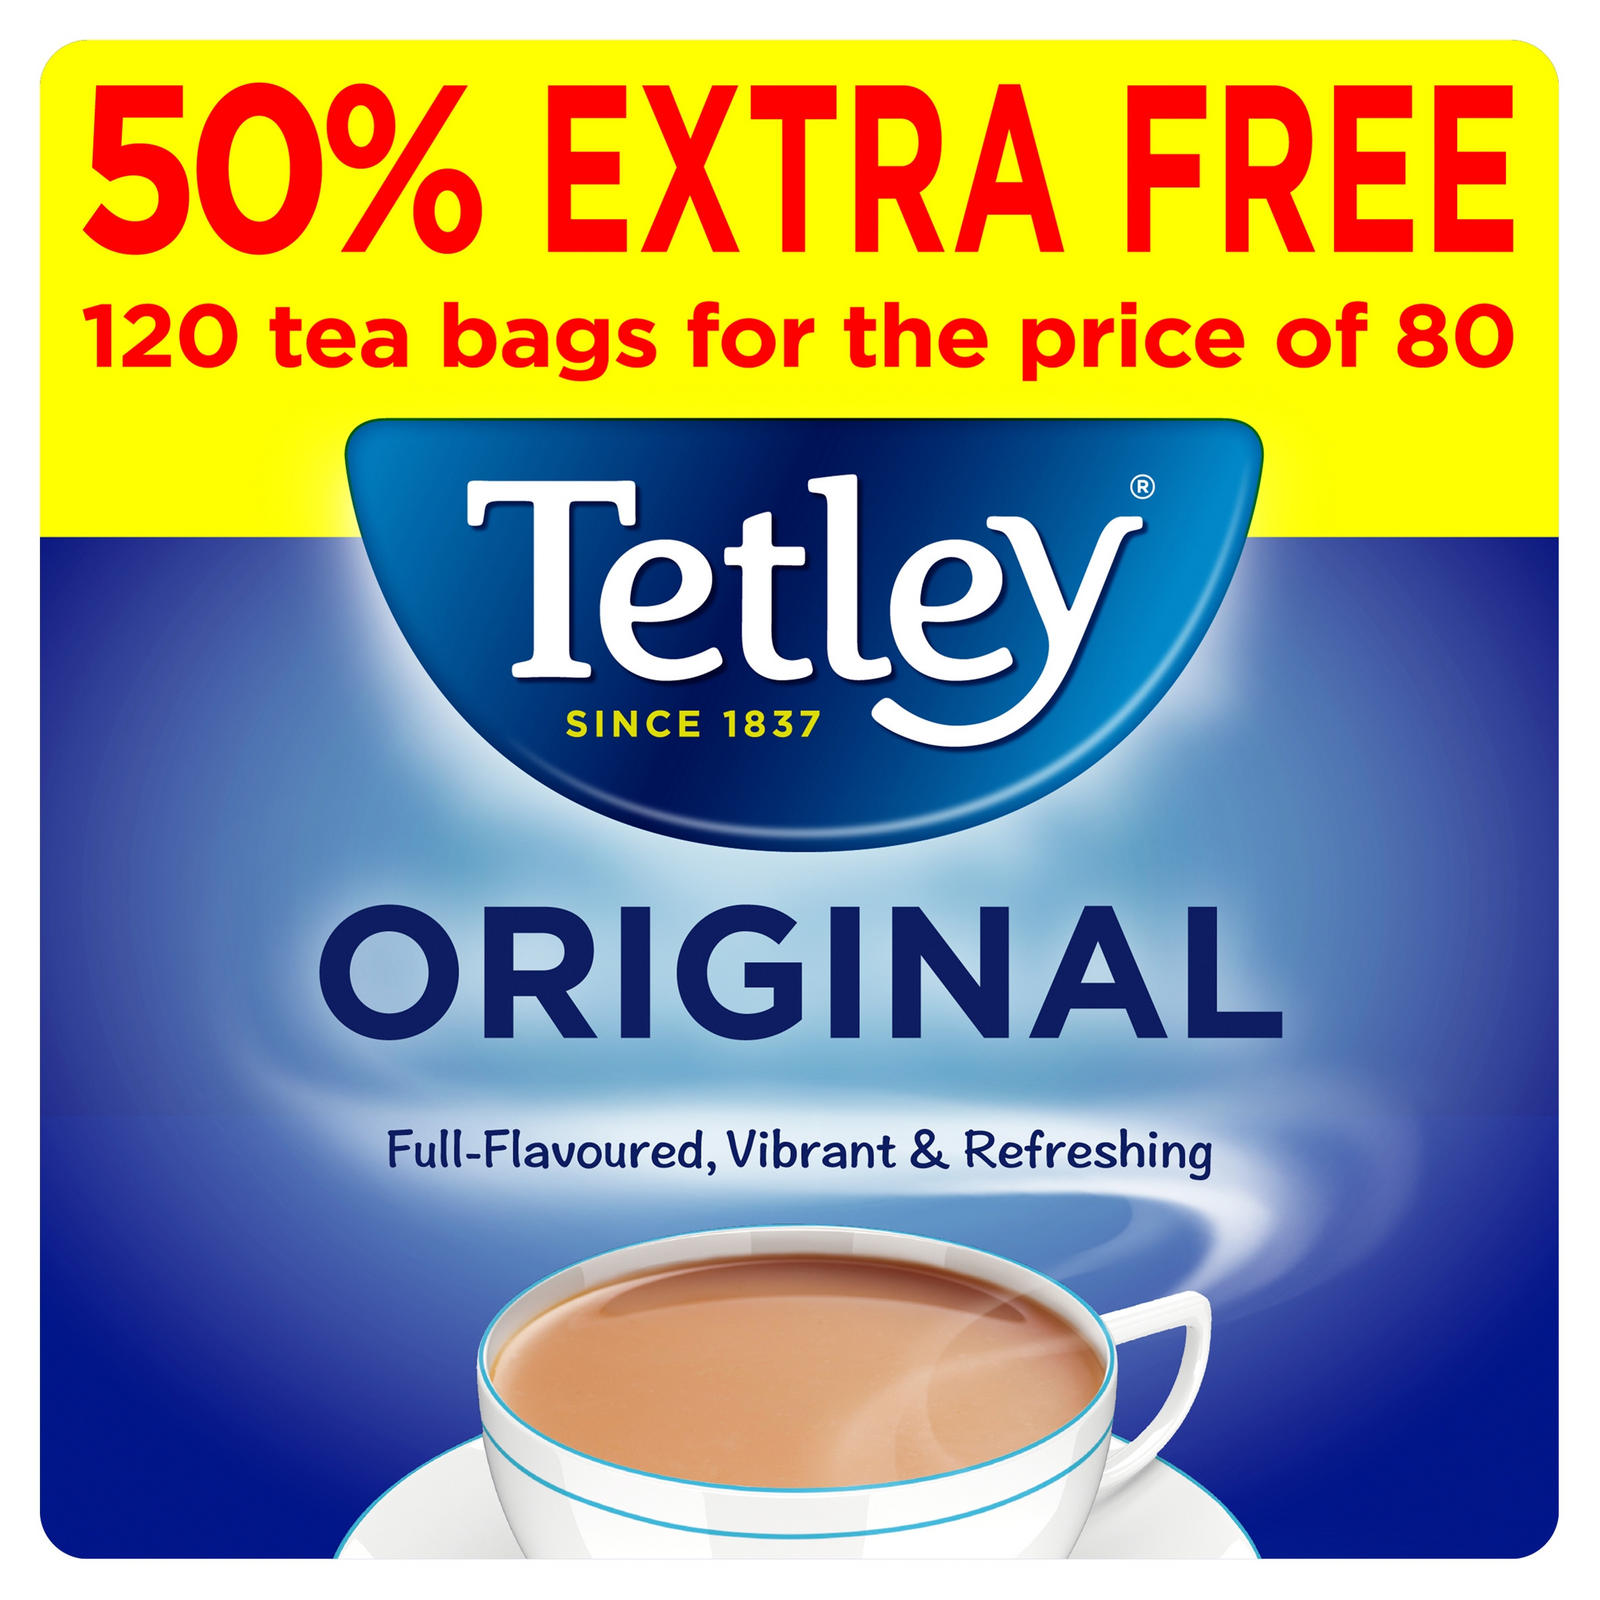 50% EXTRA FREE
120 tea bags for the price of 80
Tetley®
SINCE 1837
ORIGINAL
Full-Flavoured, Vibrant & Refreshing